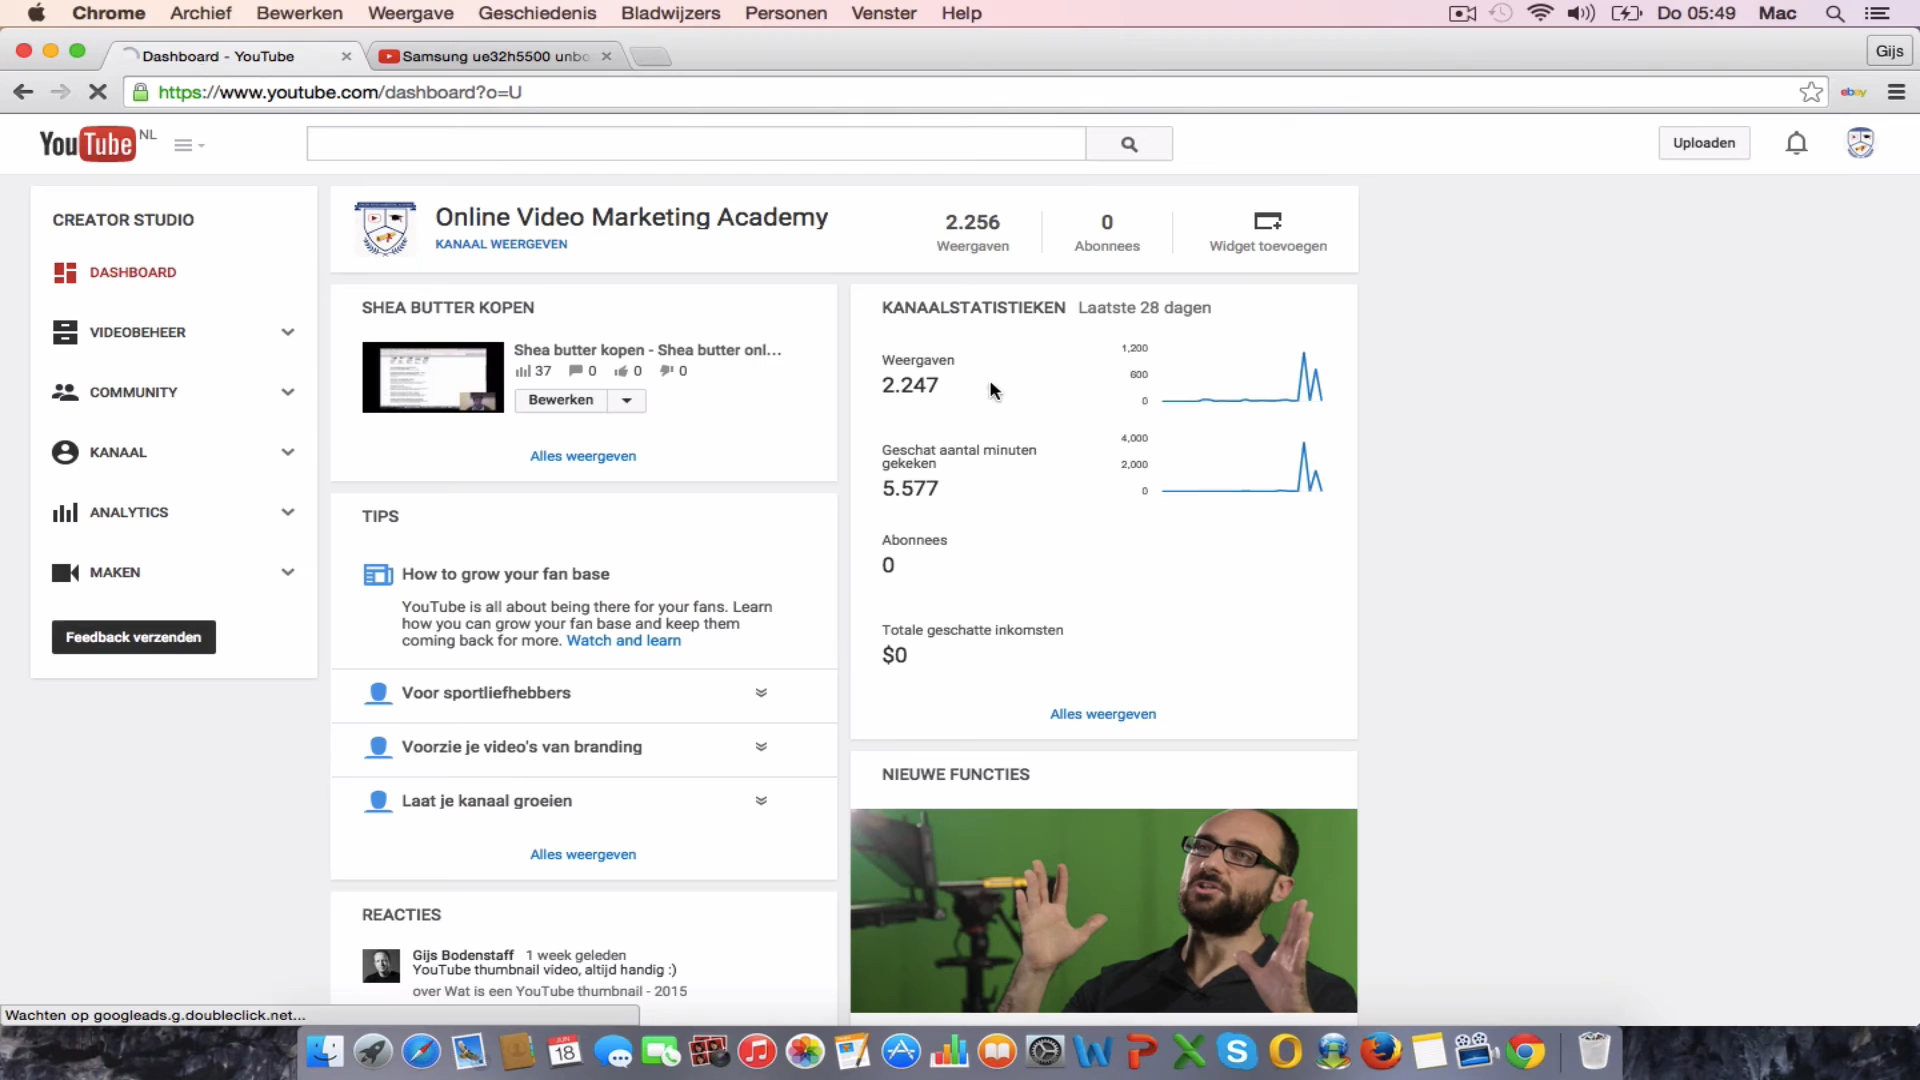 Chrome Archief Bewerken Weergave Geschiedenis Bladwijzers Personen Venster Help Do 05:49 Mac
Dashboard - YouTube Samsung ue32h5500 unbo Gijs
https://www.youtube.com/dashboard?o=U ebay
YouTube NL Uploaden
CREATOR STUDIO
DASHBOARD
VIDEOBEHEER
COMMUNITY
KANAAL
ANALYTICS
MAKEN
Feedback verzenden
Online Video Marketing Academy
KANAAL WEERGEVEN
2.256
Weergaven
0
Abonnees
Widget toevoegen
SHEA BUTTER KOPEN
Shea butter kopen - Shea butter onl...
37 0 0 0
Bewerken
Alles weergeven
TIPS
How to grow your fan base
YouTube is all about being there for your fans. Learn
how you can grow your fan base and keep them
coming back for more. Watch and learn
Voor sportliefhebbers
Voorzie je video's van branding
Laat je kanaal groeien
Alles weergeven
REACTIES
Gijs Bodenstaff 1 week geleden
YouTube thumbnail video, altijd handig :)
over Wat is een YouTube thumbnail - 2015
KANAALSTATISTIEKEN Laatste 28 dagen
Weergaven
2.247
1,200
600
0
Geschat aantal minuten
gekeken
5.577
4,000
2,000
0
Abonnees
0
Totale geschatte inkomsten
$0
Alles weergeven
NIEUWE FUNCTIES
Wachten op googleads.g.doubleclick.net...
JUN
18